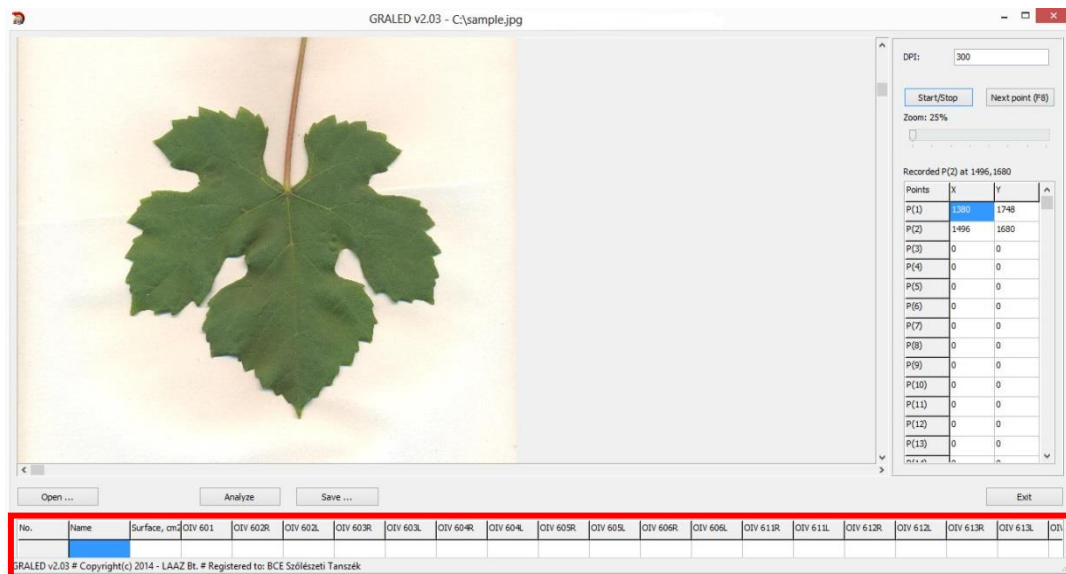 GRALED v2.03 - C:\sample.jpg
DPI: 300
Start/Stop Next point (F8)
Zoom: 25%
Recorded P(2) at 1496,1680
Points X Y
P(1) 1380 1748
P(2) 1496 1680
P(3) 0 0
P(4) 0 0
P(5) 0 0
P(6) 0 0
P(7) 0 0
P(8) 0 0
P(9) 0 0
P(10) 0 0
P(11) 0 0
P(12) 0 0
P(13) 0 0
Open ... Analyze Save ... Exit
No. Name Surface, cm2 OIV 601 OIV 602R OIV 602L OIV 603R OIV 603L OIV 604R OIV 604L OIV 605R OIV 605L OIV 606R OIV 606L OIV 611R OIV 611L OIV 612R OIV 612L OIV 613R OIV 613L
GRALED v2.03 # Copyright(c) 2014 - LAAZ Bt. # Registered to: BCE Szőlészeti Tanszék